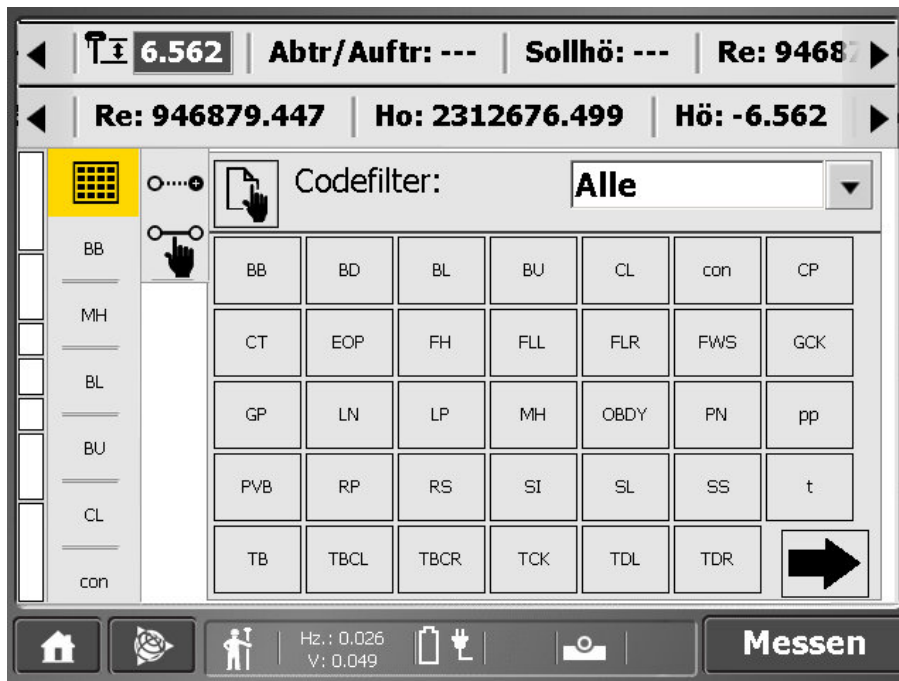 6.562 Abtr/Auftr: --- Sollhö: --- Re: 9468
Re: 946879.447 Ho: 2312676.499 Hö: -6.562
Codefilter: Alle
BB
MH
BL
BU
CL
con
BB BD BL BU CL con CP
CT EOP FH FLL FLR FWS GCK
GP LN LP MH OBDY PN pp
PVB RP RS SI SL SS t
TB TBCL TBCR TCK TDL TDR
Hz.: 0.026
V: 0.049
Messen